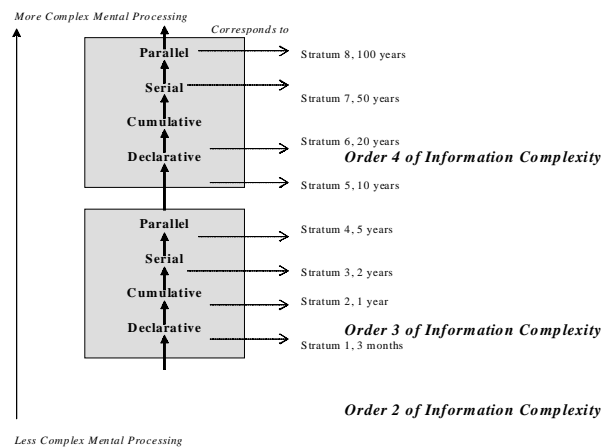 More Complex Mental Processing
Corresponds to
Parallel
Stratum 8, 100 years
Serial
Stratum 7, 50 years
Cumulative
Stratum 6, 20 years
Declarative
Order 4 of Information Complexity
Stratum 5, 10 years
Parallel
Stratum 4, 5 years
Serial
Stratum 3, 2 years
Cumulative
Stratum 2, 1 year
Declarative
Order 3 of Information Complexity
Stratum 1, 3 months
Order 2 of Information Complexity
Less Complex Mental Processing